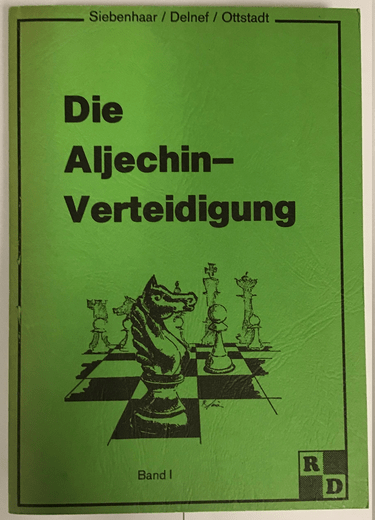 Siebenhaar / Delnef / Ottstadt
Die
Aljechin-
Verteidigung
Band I
R
D